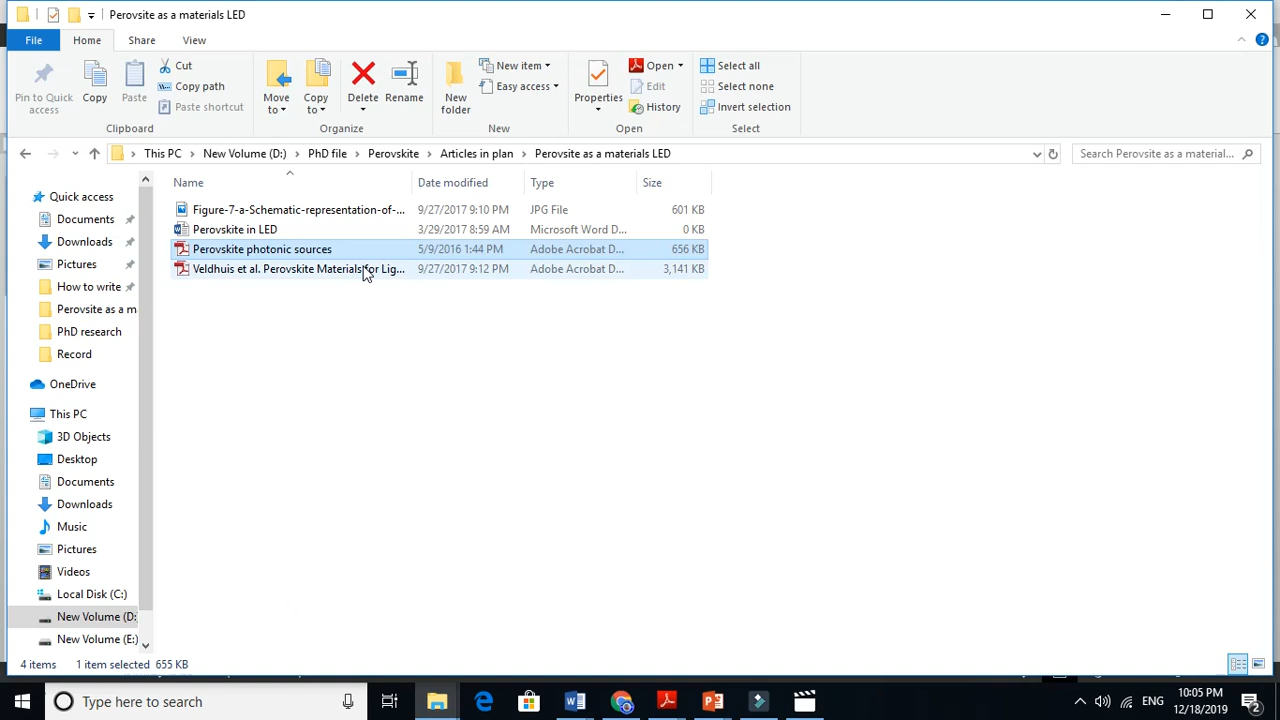 Perovsite as a materials LED
File Home Share View
Pin to Quick access
Copy
Paste
Cut
Copy path
Paste shortcut
Clipboard
Move to
Copy to
Delete
Rename
Organize
New folder
New item
Easy access
New
Properties
Open
Edit
History
Open
Select all
Select none
Invert selection
Select
This PC > New Volume (D:) > PhD file > Perovskite > Articles in plan > Perovsite as a materials LED
Search Perovsite as a material...
Name Date modified Type Size
Figure-7-a-Schematic-representation-of-... 9/27/2017 9:10 PM JPG File 601 KB
Perovskite in LED 3/29/2017 8:59 AM Microsoft Word D... 0 KB
Perovskite photonic sources 5/9/2016 1:44 PM Adobe Acrobat D... 656 KB
Veldhuis et al. Perovskite Materials for Lig... 9/27/2017 9:12 PM Adobe Acrobat D... 3,141 KB
Quick access
Documents
Downloads
Pictures
How to write
Perovsite as a m
PhD research
Record
OneDrive
This PC
3D Objects
Desktop
Documents
Downloads
Music
Pictures
Videos
Local Disk (C:)
New Volume (D:
New Volume (E:)
4 items 1 item selected 655 KB
Type here to search
ENG
10:05 PM
12/18/2019
2